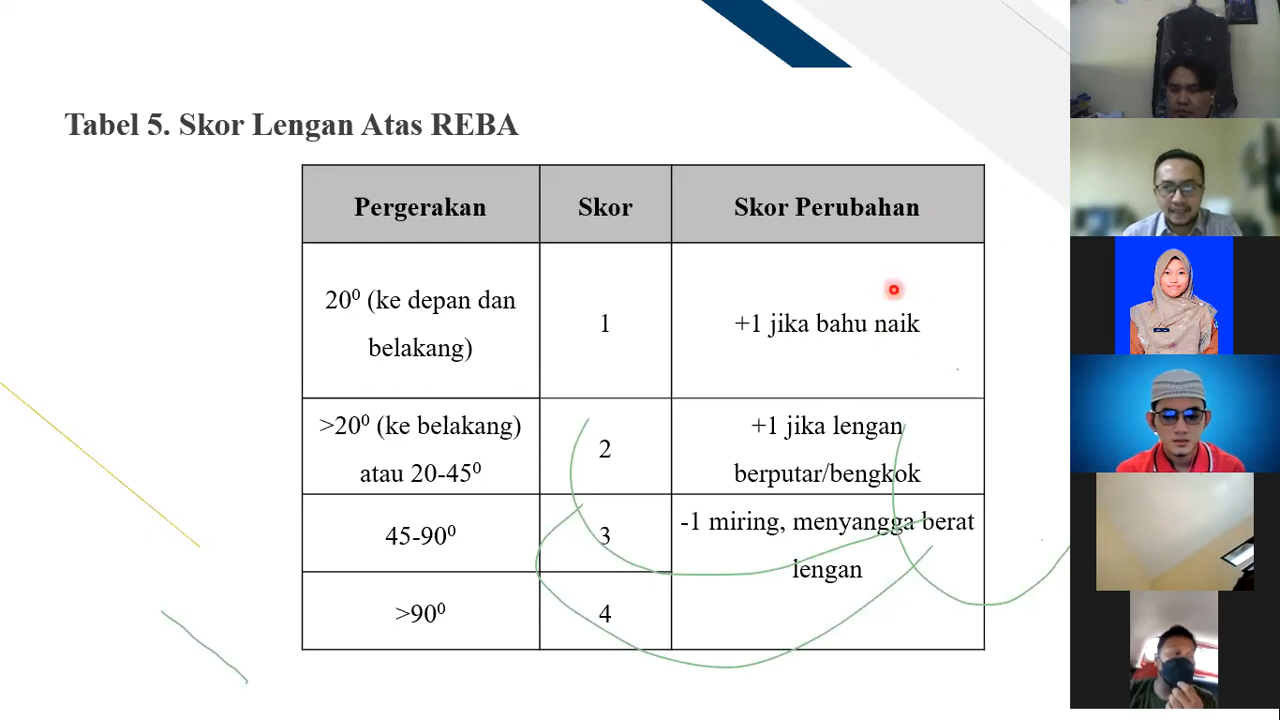 Tabel 5. Skor Lengan Atas REBA
Pergerakan Skor Skor Perubahan
20⁰ (ke depan dan
belakang)
1
+1 jika bahu naik
>20⁰ (ke belakang)
atau 20-45⁰
2
+1 jika lengan
berputar/bengkok
45-90⁰
3
-1 miring, menyangga berat
lengan
>90⁰
4